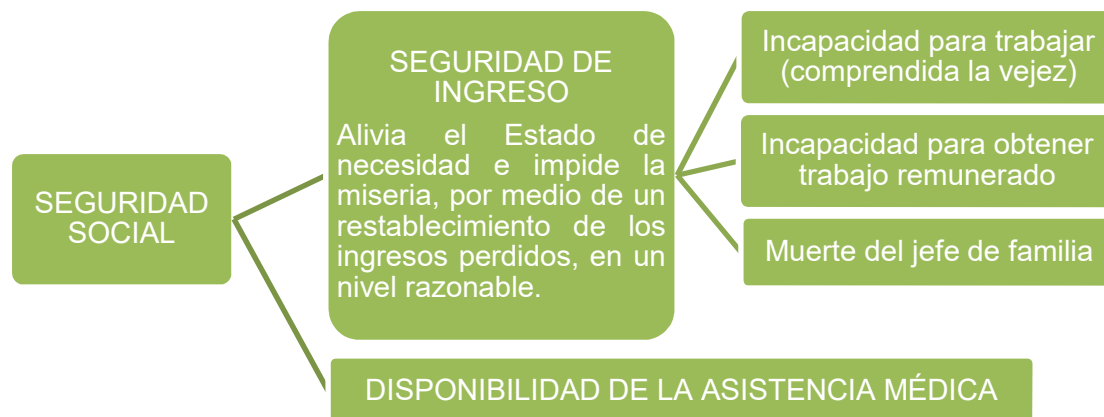 SEGURIDAD
SOCIAL
SEGURIDAD DE
INGRESO
Alivia el Estado de
necesidad e impide la
miseria, por medio de un
restablecimiento de los
ingresos perdidos, en un
nivel razonable.
Incapacidad para trabajar
(comprendida la vejez)
Incapacidad para obtener
trabajo remunerado
Muerte del jefe de familia
DISPONIBILIDAD DE LA ASISTENCIA MÉDICA